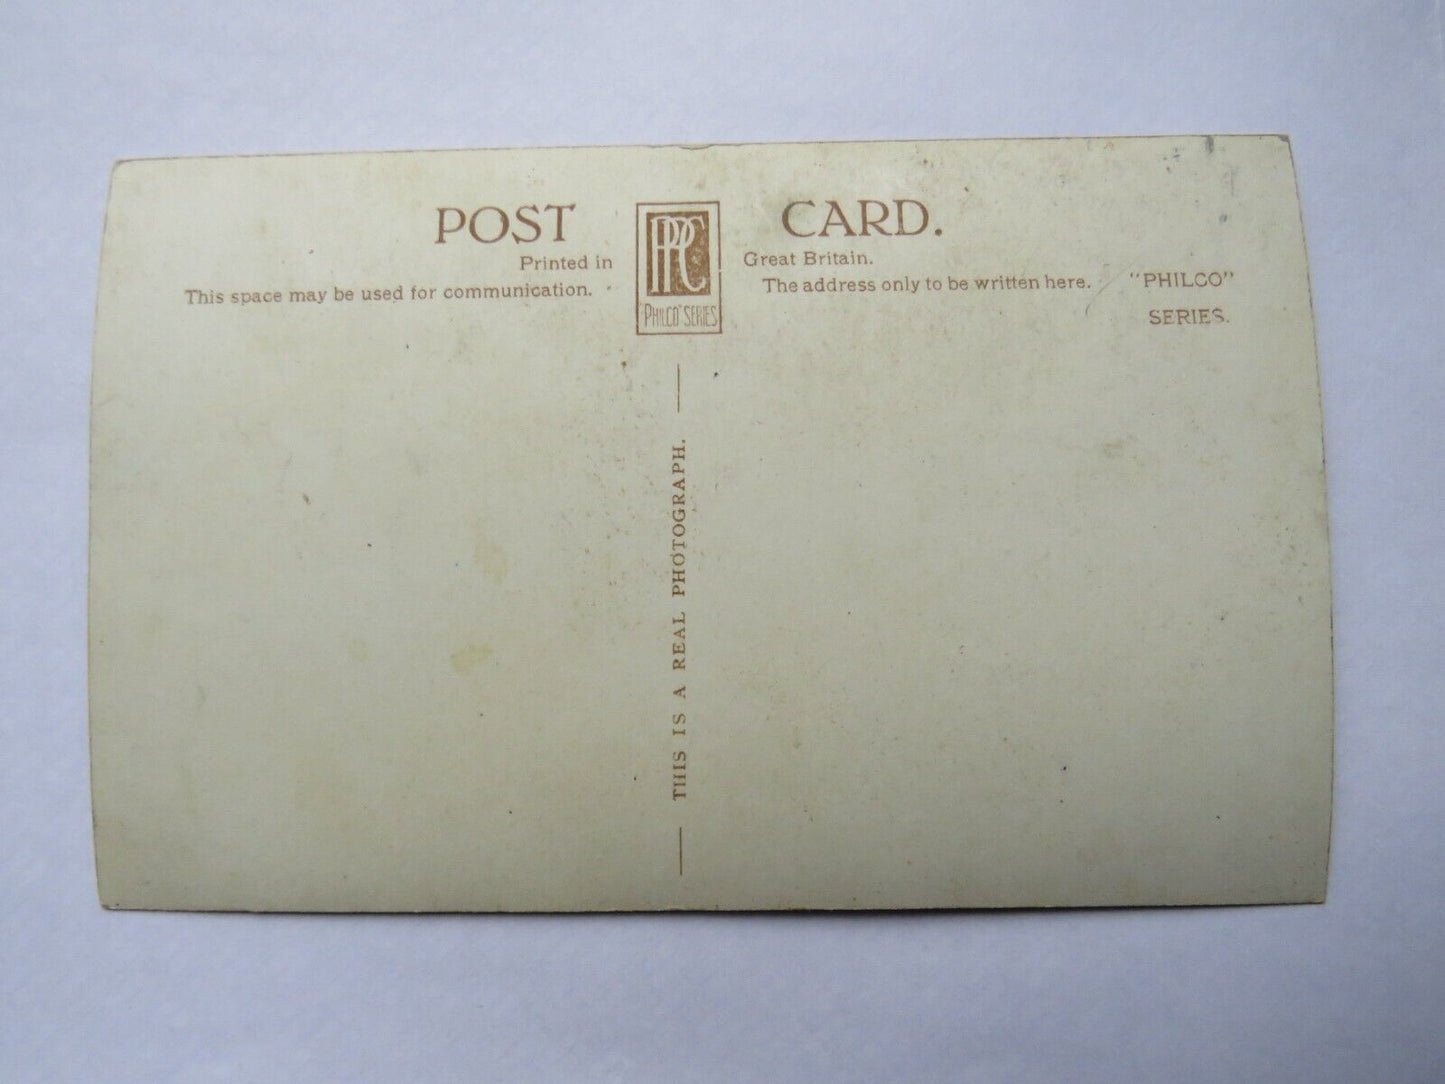 POST CARD.
Printed in Great Britain.
This space may be used for communication.
The address only to be written here.
"PHILCO"
SERIES.
PPC
PHILCO" SERIES
THIS IS A REAL PHOTOGRAPH.